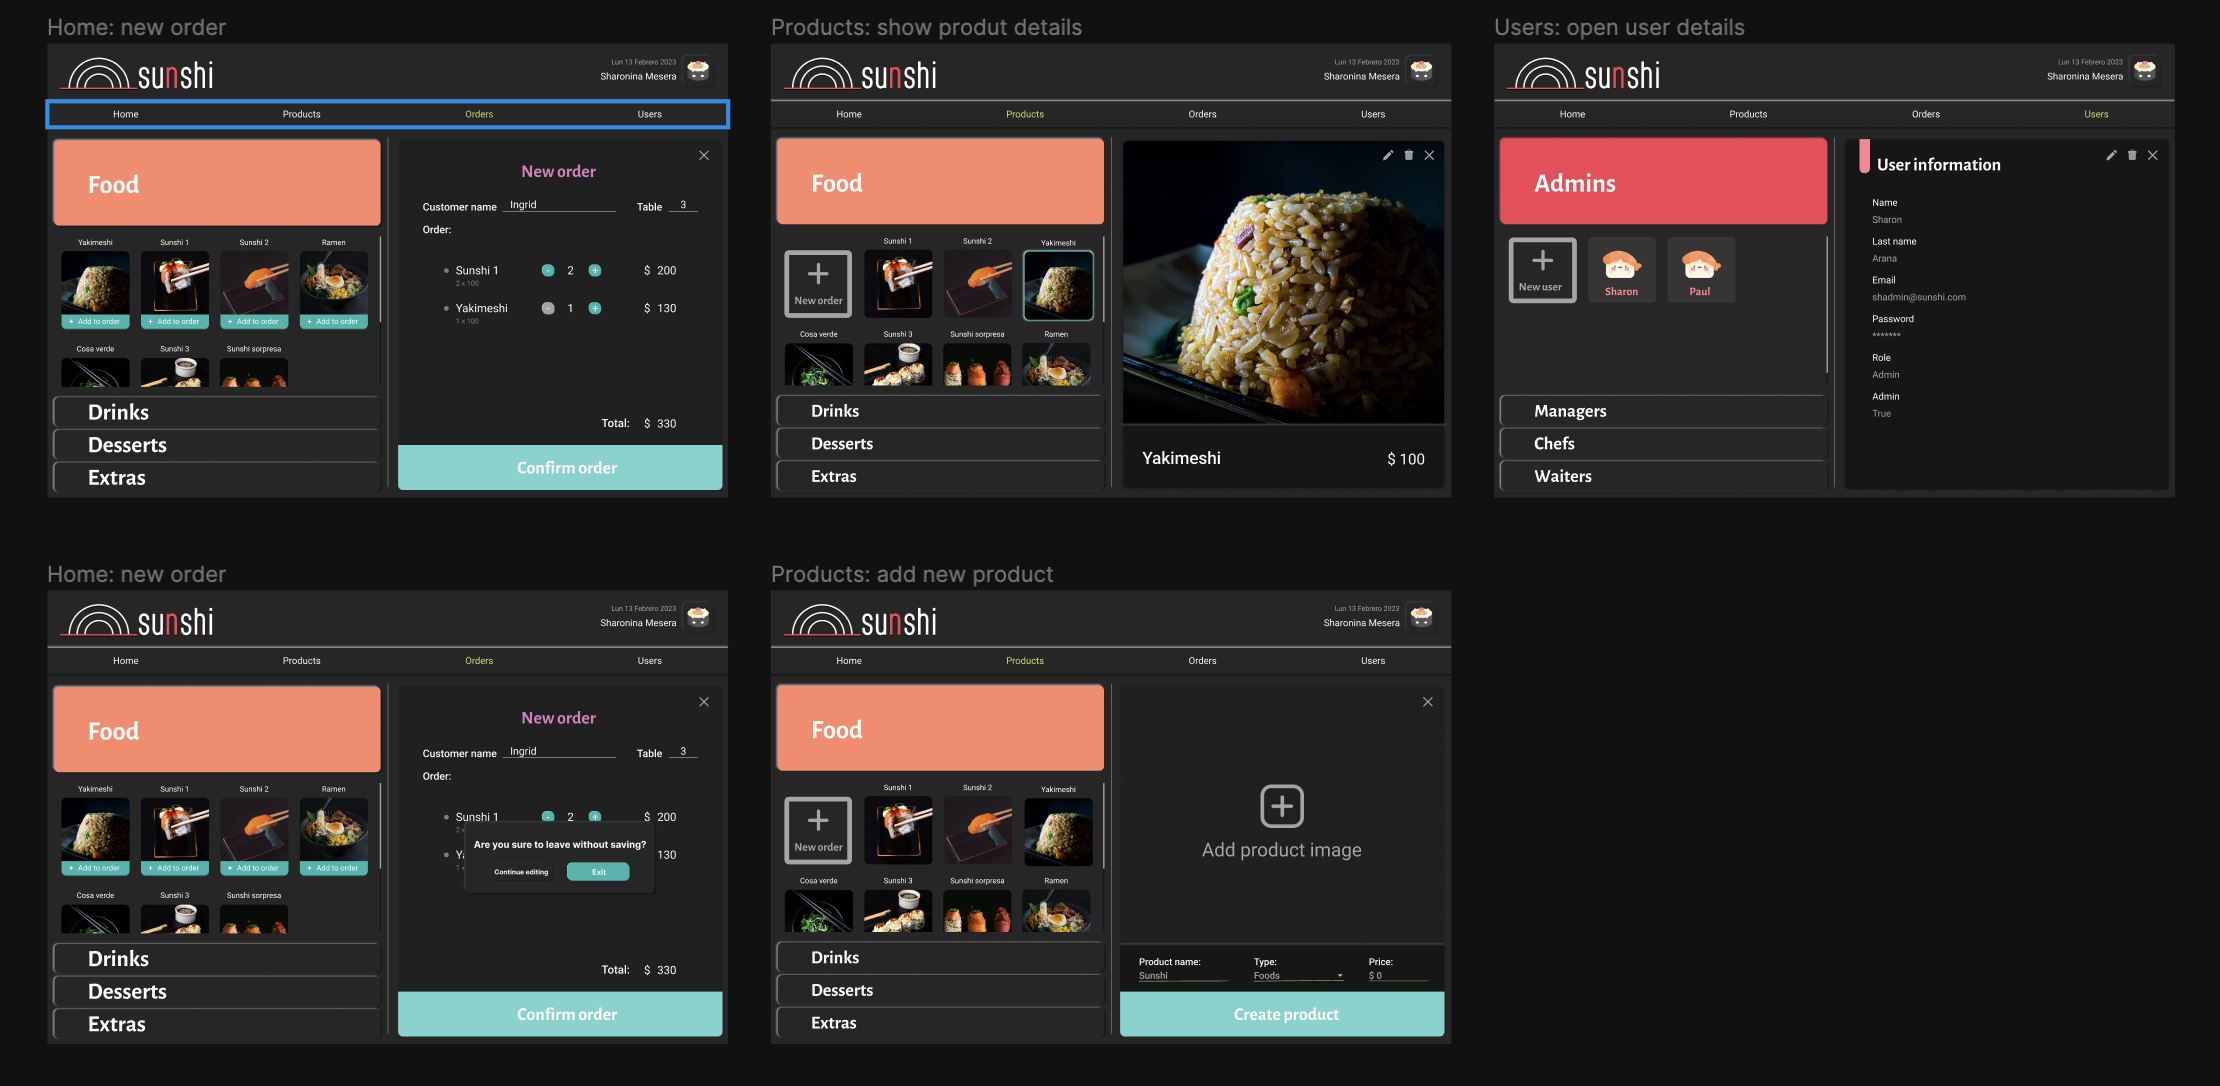 Home: new order
sunshi
Lun 13 Febrero 2023
Sharonina Mesera
Home Products Orders Users
Food
Yakimeshi Sunshi 1 Sunshi 2 Ramen
+ Add to order + Add to order + Add to order + Add to order
Cosa verde Sunshi 3 Sunshi sorpresa
Drinks
Desserts
Extras
New order
Customer name Ingrid Table 3
Order:
Sunshi 1 - 2 + $ 200
2 x 100
Yakimeshi - 1 + $ 130
1 x 100
Total: $ 330
Confirm order
Products: show produt details
sunshi
Lun 13 Febrero 2023
Sharonina Mesera
Home Products Orders Users
Food
New order
Sunshi 1 Sunshi 2 Yakimeshi
Cosa verde Sunshi 3 Sunshi sorpresa Ramen
Drinks
Desserts
Extras
Yakimeshi $ 100
Users: open user details
sunshi
Lun 13 Febrero 2023
Sharonina Mesera
Home Products Orders Users
Admins
New user Sharon Paul
Managers
Chefs
Waiters
User information
Name
Sharon
Last name
Arana
Email
shadmin@sunshi.com
Password
*******
Role
Admin
Admin
True
Home: new order
sunshi
Lun 13 Febrero 2023
Sharonina Mesera
Home Products Orders Users
Food
Yakimeshi Sunshi 1 Sunshi 2 Ramen
+ Add to order + Add to order + Add to order + Add to order
Cosa verde Sunshi 3 Sunshi sorpresa
Drinks
Desserts
Extras
New order
Customer name Ingrid Table 3
Order:
Sunshi 1 - 2 + $ 200
2 x
Ya 130
1 x
Are you sure to leave without saving?
Continue editing Exit
Total: $ 330
Confirm order
Products: add new product
sunshi
Lun 13 Febrero 2023
Sharonina Mesera
Home Products Orders Users
Food
New order
Sunshi 1 Sunshi 2 Yakimeshi
Cosa verde Sunshi 3 Sunshi sorpresa Ramen
Drinks
Desserts
Extras
Add product image
Product name: Type: Price:
Sunshi Foods $ 0
Create product